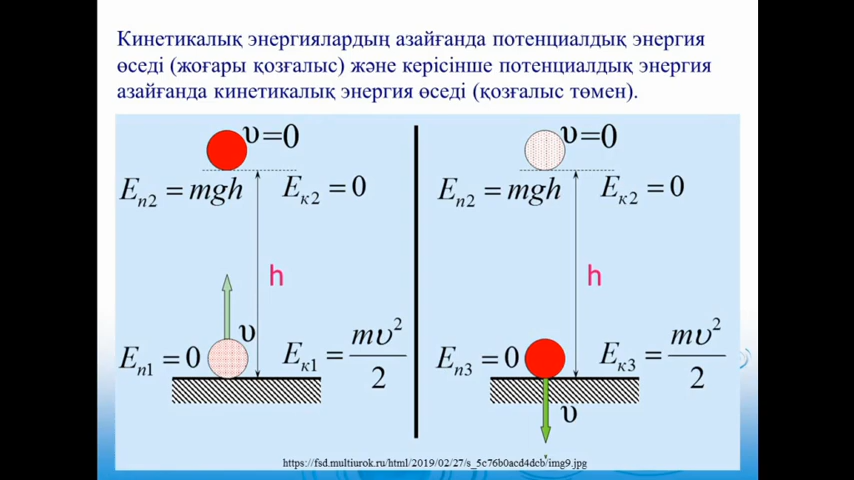 Кинетикалық энергиялардың азайғанда потенциалдық энергия
өседі (жоғары қозғалыс) және керісінше потенциалдық энергия
азайғанда кинетикалық энергия өседі (қозғалыс төмен).
υ=0
Eп2 = mgh
Eк2 = 0
h
υ
Eп1 = 0
Eк1 = mυ²/2
υ=0
Eп2 = mgh
Eк2 = 0
h
Eп3 = 0
Eк3 = mυ²/2
υ
https://fsd.multiurok.ru/html/2019/02/27/s_5c76b0acd4dcb/img9.jpg